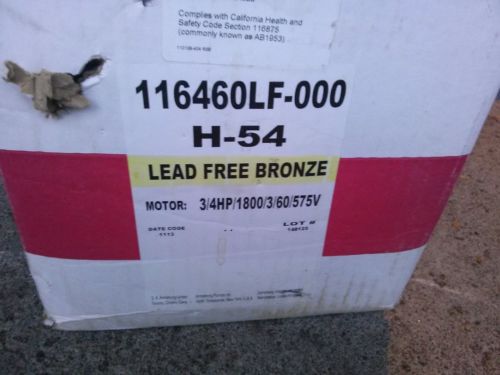 Complies with California Health and
Safety Code Section 116875
(commonly known as AB1953)
116460LF-000
H-54
LEAD FREE BRONZE
MOTOR: 3/4HP/1800/3/60/575V
DATE CODE
1113
LOT #